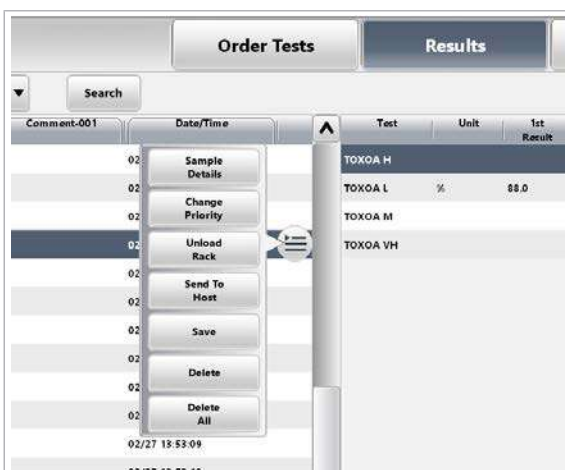 Order Tests
Results
Search
Comment-001
Date/Time
Test
Unit
1st
Result
02
Sample
Details
TOXOA H
02
TOXOA L
%
88.0
Change
Priority
02
TOXOA M
02
Unload
Rack
TOXOA VH
02
Send To
Host
02
02
Save
02
Delete
02
02
Delete
All
02/27 13:53:09